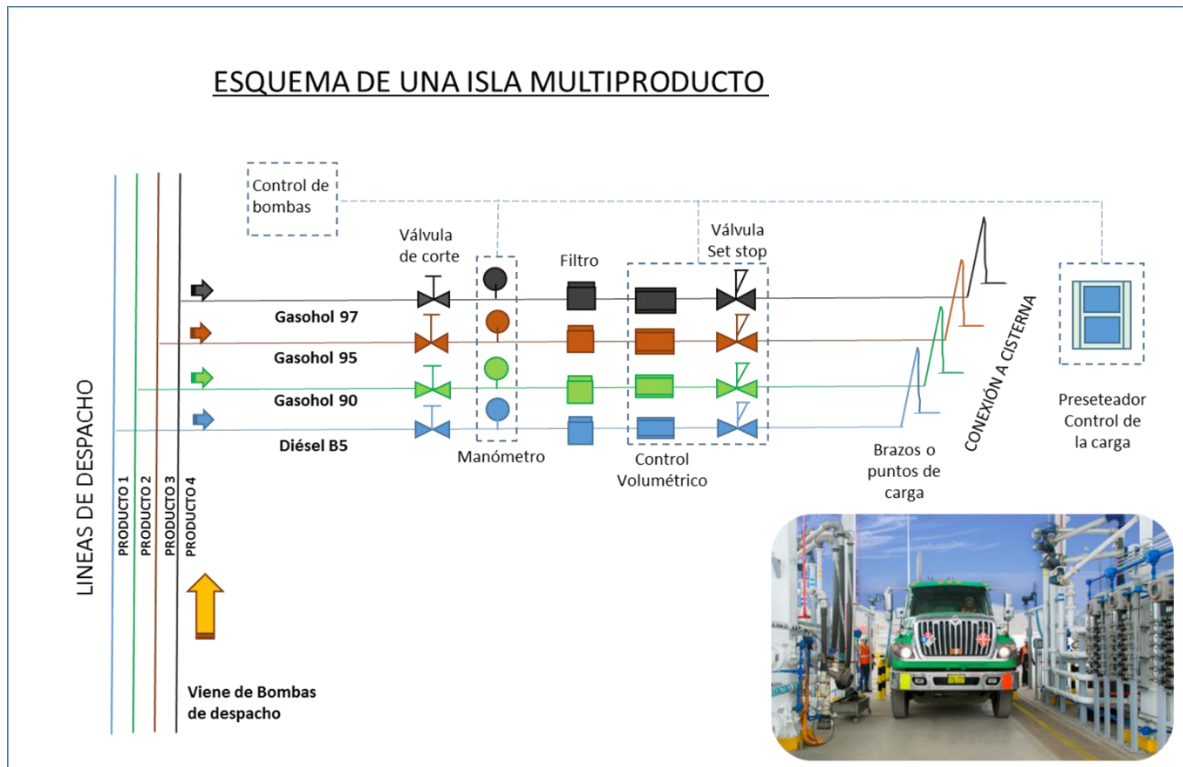 ESQUEMA DE UNA ISLA MULTIPRODUCTO
Control de
bombas
Válvula
de corte
Filtro
Válvula
Set stop
Gasohol 97
Gasohol 95
Gasohol 90
Diésel B5
Manómetro
Control
Volumétrico
Brazos o
puntos de
carga
CONEXIÓN A CISTERNA
Preseteador
Control de
la carga
LINEAS DE DESPACHO
PRODUCTO 1
PRODUCTO 2
PRODUCTO 3
PRODUCTO 4
Viene de Bombas
de despacho